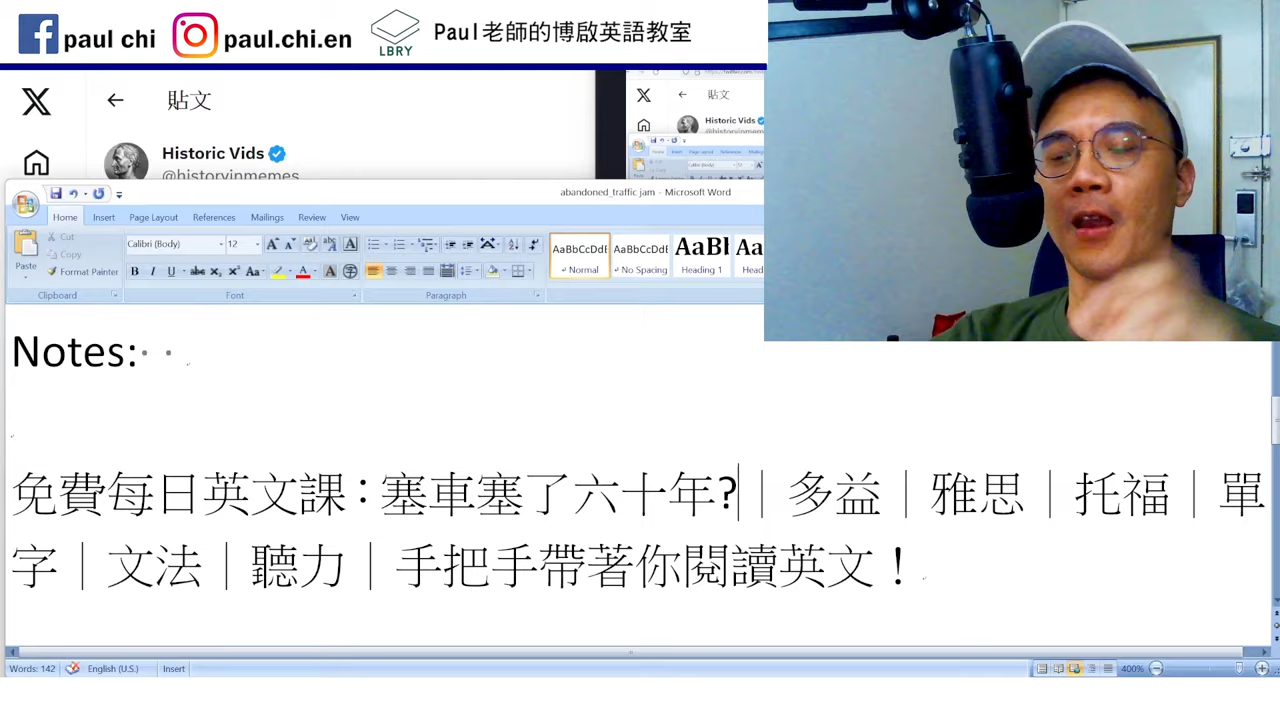 paul chi
paul.chi.en
LBRY
Paul老師的博啟英語教室
貼文
Historic Vids
@historyinmemes
貼文
Historic Vids
abandoned_traffic jam - Microsoft Word
Home Insert Page Layout References Mailings Review View
Cut
Copy
Format Painter
Paste
Clipboard
Calibri (Body) 12
Font
Paragraph
AaBbCcDdE AaBbCcDdE AaBl Aa
Normal No Spacing Heading 1 Head
Notes:
免費每日英文課：塞車塞了六十年?｜多益｜雅思｜托福｜單
字｜文法｜聽力｜手把手帶著你閱讀英文！
Words: 142 English (U.S.) Insert 400%